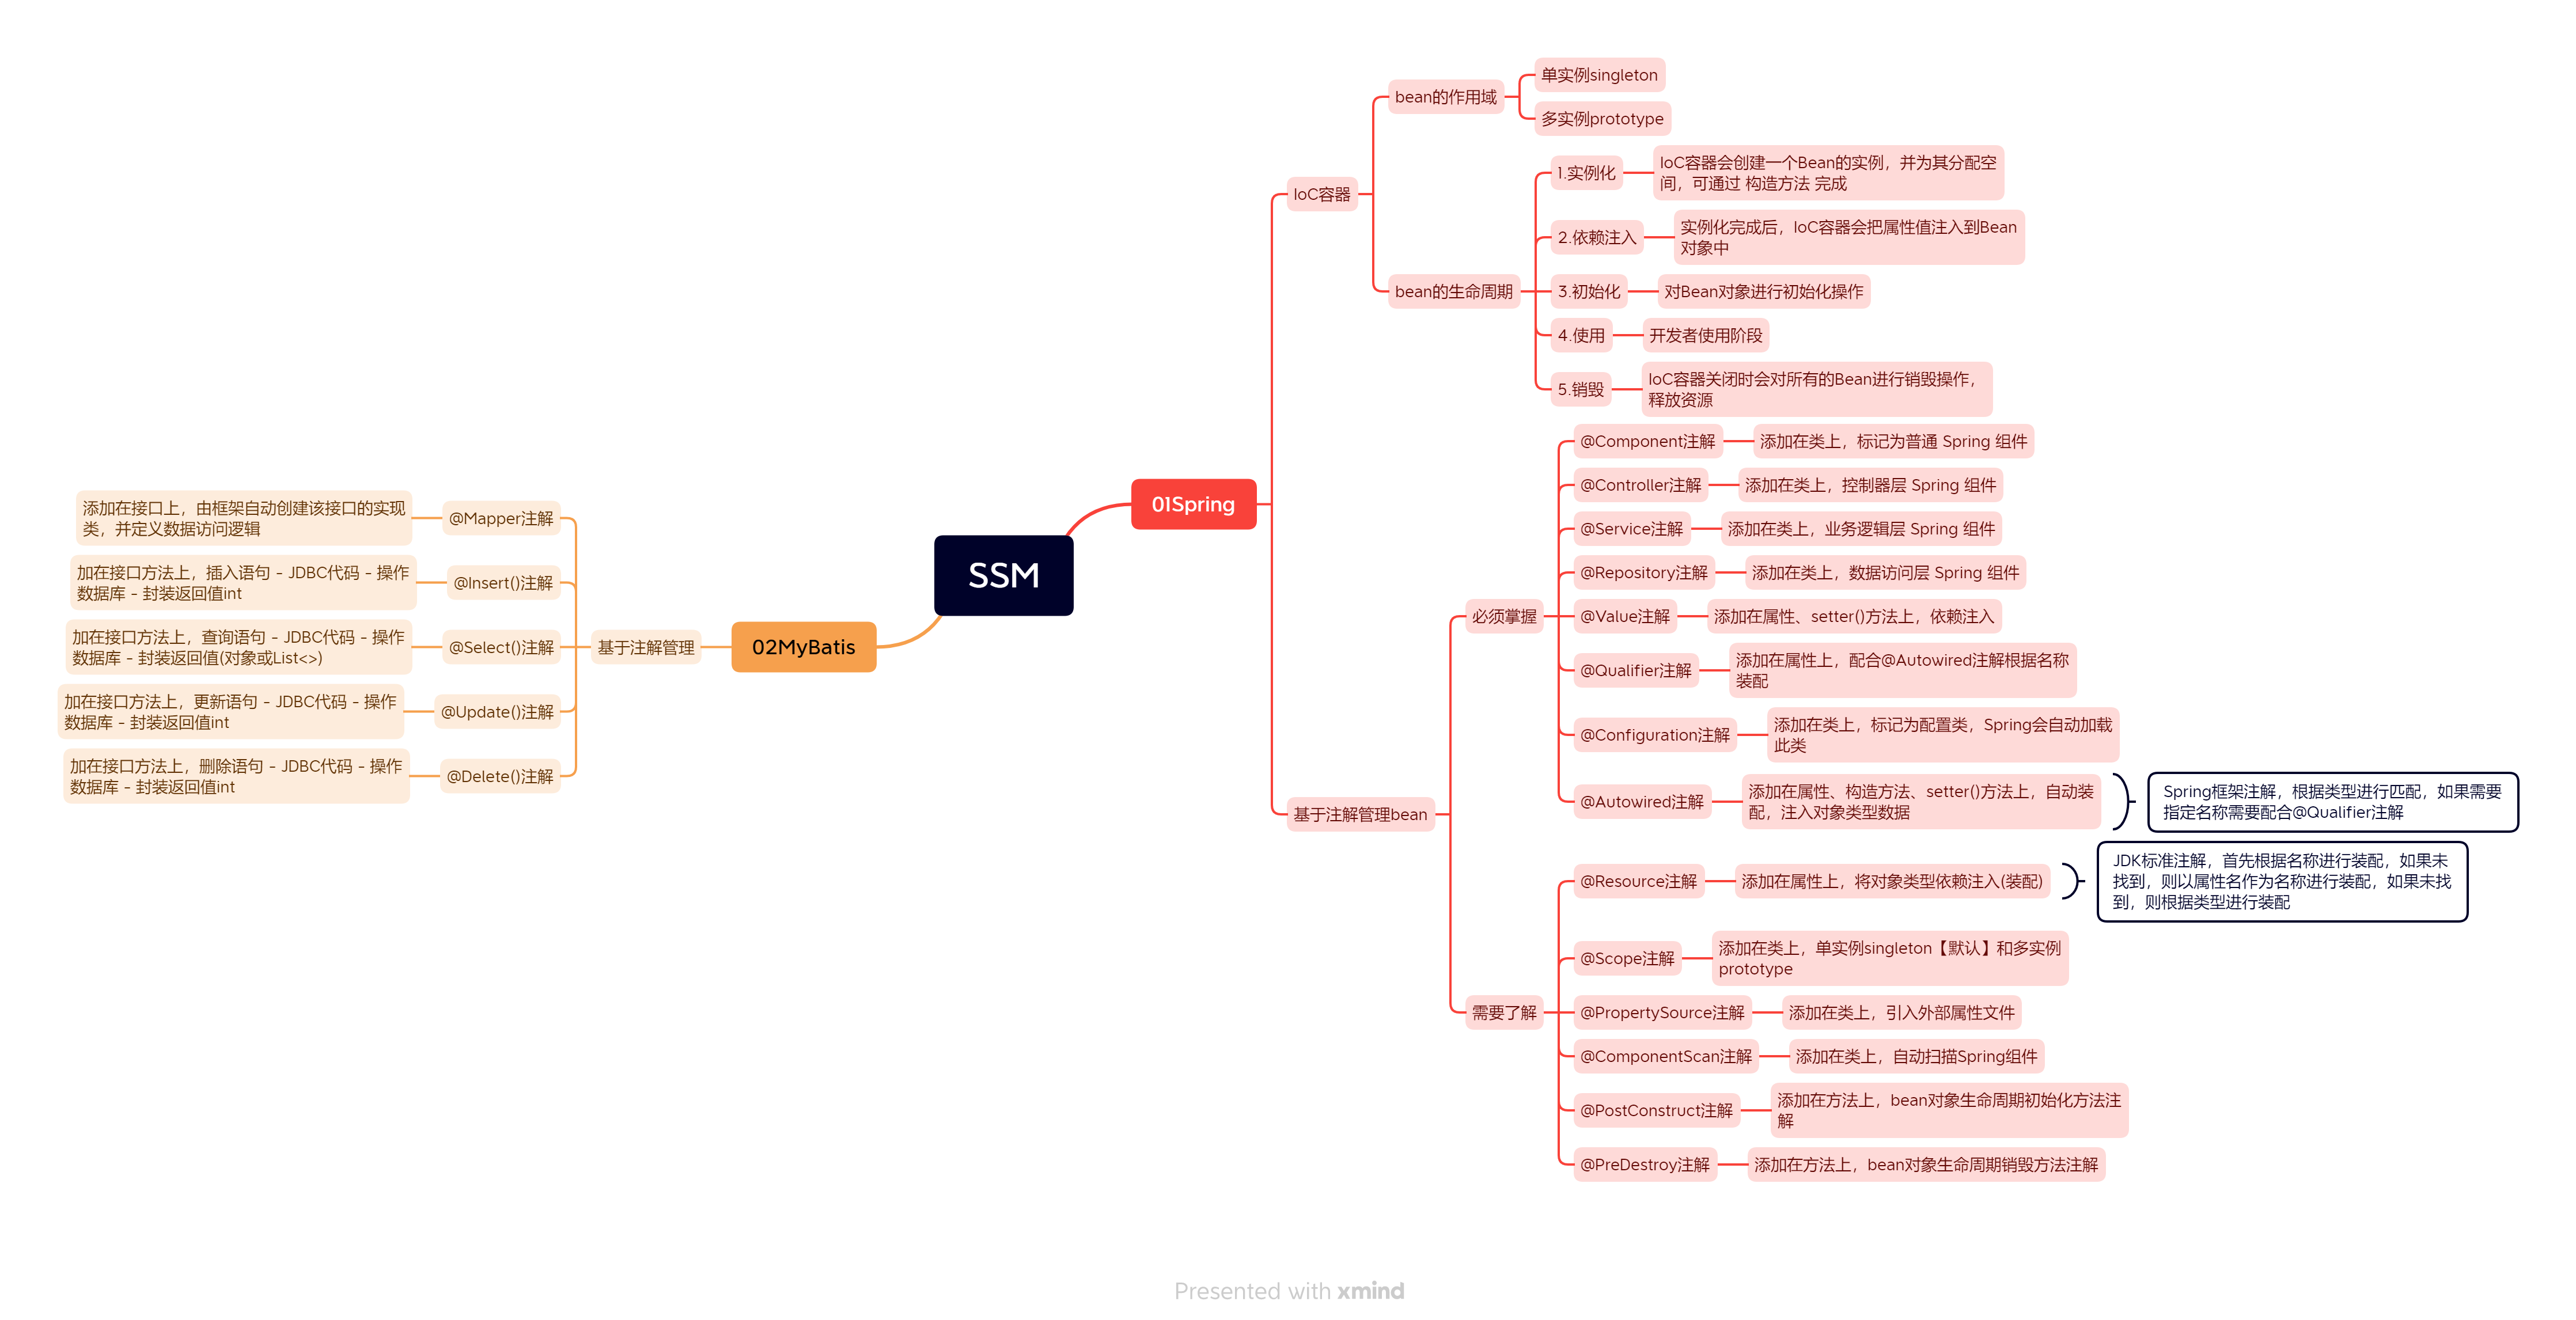 SSM
01Spring
IoC容器
bean的作用域
单实例singleton
多实例prototype
bean的生命周期
1.实例化
IoC容器会创建一个Bean的实例，并为其分配空
间，可通过 构造方法 完成
2.依赖注入
实例化完成后，IoC容器会把属性值注入到Bean
对象中
3.初始化
对Bean对象进行初始化操作
4.使用
开发者使用阶段
5.销毁
IoC容器关闭时会对所有的Bean进行销毁操作，
释放资源
基于注解管理bean
必须掌握
@Component注解
添加在类上，标记为普通 Spring 组件
@Controller注解
添加在类上，控制器层 Spring 组件
@Service注解
添加在类上，业务逻辑层 Spring 组件
@Repository注解
添加在类上，数据访问层 Spring 组件
@Value注解
添加在属性、setter()方法上，依赖注入
@Qualifier注解
添加在属性上，配合@Autowired注解根据名称
装配
@Configuration注解
添加在类上，标记为配置类，Spring会自动加载
此类
@Autowired注解
添加在属性、构造方法、setter()方法上，自动装
配，注入对象类型数据
Spring框架注解，根据类型进行匹配，如果需要
指定名称需要配合@Qualifier注解
需要了解
@Resource注解
添加在属性上，将对象类型依赖注入(装配)
JDK标准注解，首先根据名称进行装配，如果未
找到，则以属性名作为名称进行装配，如果未找
到，则根据类型进行装配
@Scope注解
添加在类上，单实例singleton【默认】和多实例
prototype
@PropertySource注解
添加在类上，引入外部属性文件
@ComponentScan注解
添加在类上，自动扫描Spring组件
@PostConstruct注解
添加在方法上，bean对象生命周期初始化方法注
解
@PreDestroy注解
添加在方法上，bean对象生命周期销毁方法注解
02MyBatis
基于注解管理
@Mapper注解
添加在接口上，由框架自动创建该接口的实现
类，并定义数据访问逻辑
@Insert()注解
加在接口方法上，插入语句 - JDBC代码 - 操作
数据库 - 封装返回值int
@Select()注解
加在接口方法上，查询语句 - JDBC代码 - 操作
数据库 - 封装返回值(对象或List<>)
@Update()注解
加在接口方法上，更新语句 - JDBC代码 - 操作
数据库 - 封装返回值int
@Delete()注解
加在接口方法上，删除语句 - JDBC代码 - 操作
数据库 - 封装返回值int
Presented with xmind